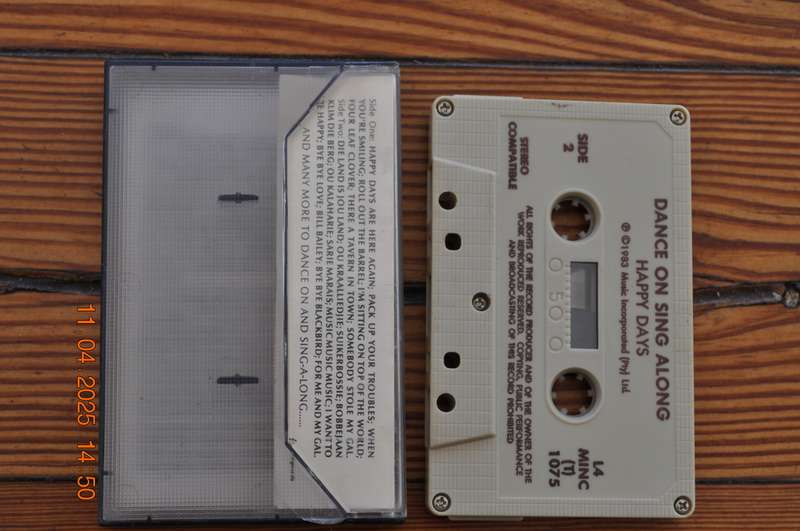 Side One: HAPPY DAYS ARE HERE AGAIN; PACK UP YOUR TROUBLES; WHEN
YOU'RE SMILING; ROLL OUT THE BARREL; I'M SITTING ON TOP OF THE WORLD;
FOUR LEAF CLOVER; THERE A TAVERN IN TOWN; SOMEBODY STOLE MY GAL.
Side Two: DIE LAND IS JOU LAND; OU KRAALLIEDJIE; SUIKERBOSSIE; BOBBEJAAN
KLIM DIE BERG; OU KALAHARIE; SARIE MARAIS; MUSIC MUSIC MUSIC; I WANT TO
BE HAPPY; BYE BYE LOVE; BILL BAILEY; BYE BYE BLACKBIRD; FOR ME AND MY GAL.
AND MANY MORE TO DANCE ON AND SING-A-LONG......
DANCE ON SING ALONG
HAPPY DAYS
℗ ©1983 Music Incorporated (Pty) Ltd.
SIDE
2
STEREO
COMPATIBLE
50
L4
MINC
(T)
1075
ALL RIGHTS OF THE RECORD PRODUCER AND OF THE OWNER OF THE
WORK REPRODUCED RESERVED. COPYING, PUBLIC PERFORMANCE
AND BROADCASTING OF THIS RECORD PROHIBITED
11.04.2025 14:50